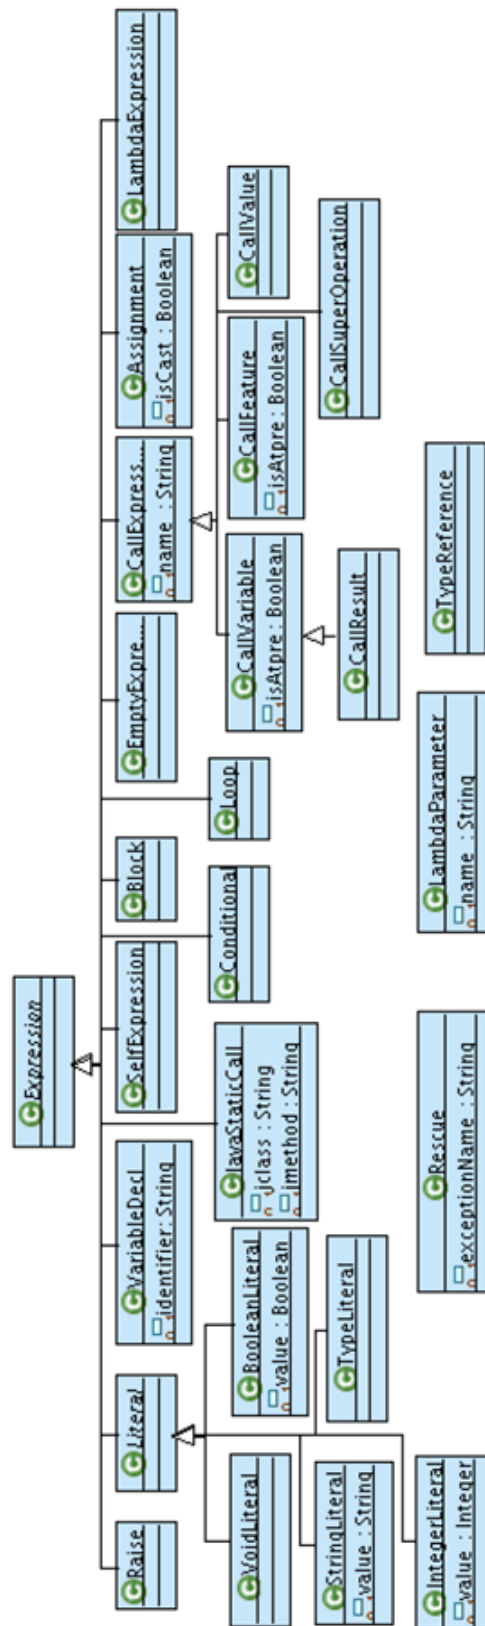 Expression
Raise
Literal
VariableDecl
identifier: String
SelfExpression
Block
EmptyExpre...
CallExpress...
name : String
Assignment
isCast : Boolean
LambdaExpression
JavaStaticCall
jclass : String
jmethod : String
Conditional
Loop
VoidLiteral
BooleanLiteral
value : Boolean
CallVariable
isAtpre : Boolean
CallFeature
isAtpre : Boolean
CallValue
StringLiteral
value : String
TypeLiteral
CallResult
CallSuperOperation
IntegerLiteral
value : Integer
Rescue
exceptionName : String
LambdaParameter
name : String
TypeReference